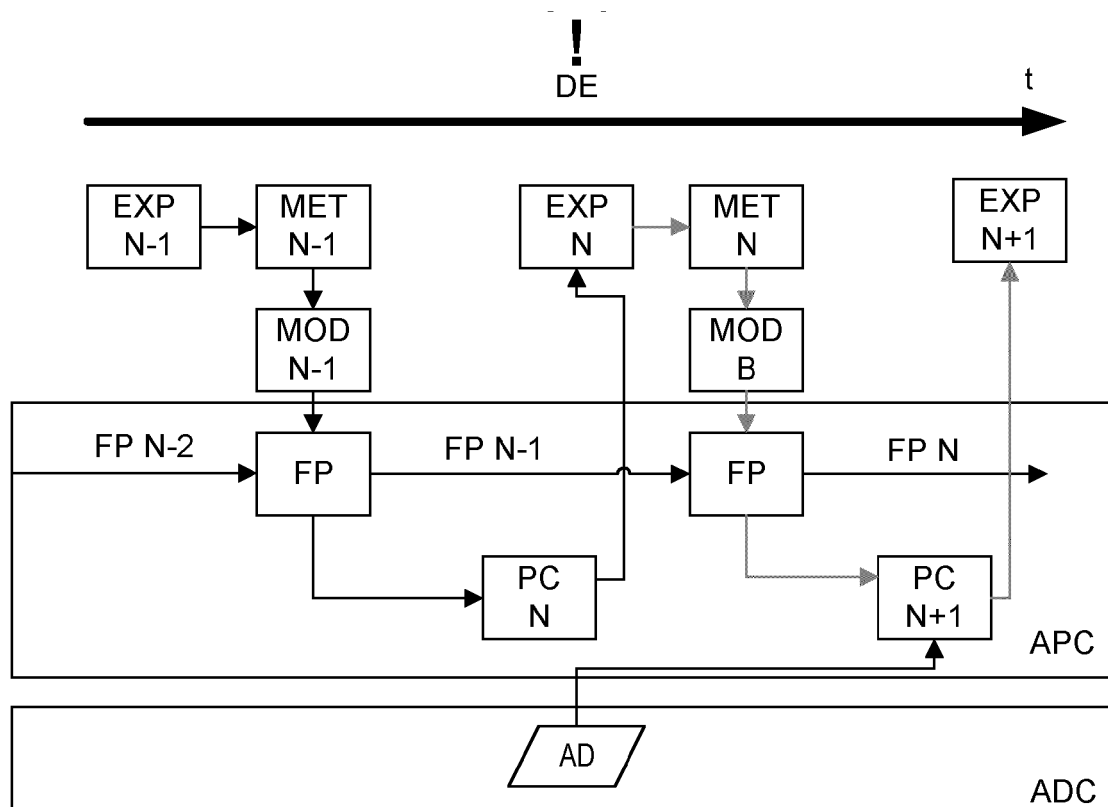 !
DE
t
EXP
N-1
MET
N-1
EXP
N
MET
N
EXP
N+1
MOD
N-1
MOD
B
FP N-2
FP
FP N-1
FP
FP N
PC
N
PC
N+1
APC
AD
ADC